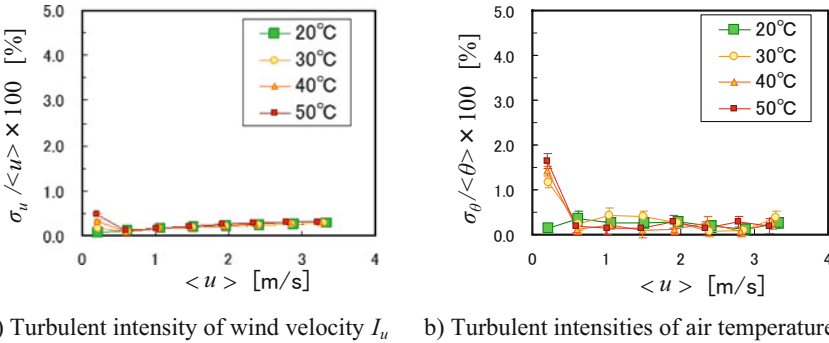 σu /<u> × 100 [%]
5.0
4.0
3.0
2.0
1.0
0.0
20℃
30℃
40℃
50℃
0 1 2 3 4
<u> [m/s]
σθ /<θ> × 100 [%]
5.0
4.0
3.0
2.0
1.0
0.0
20℃
30℃
40℃
50℃
0 1 2 3 4
<u> [m/s]
) Turbulent intensity of wind velocity Iu
b) Turbulent intensities of air temperature